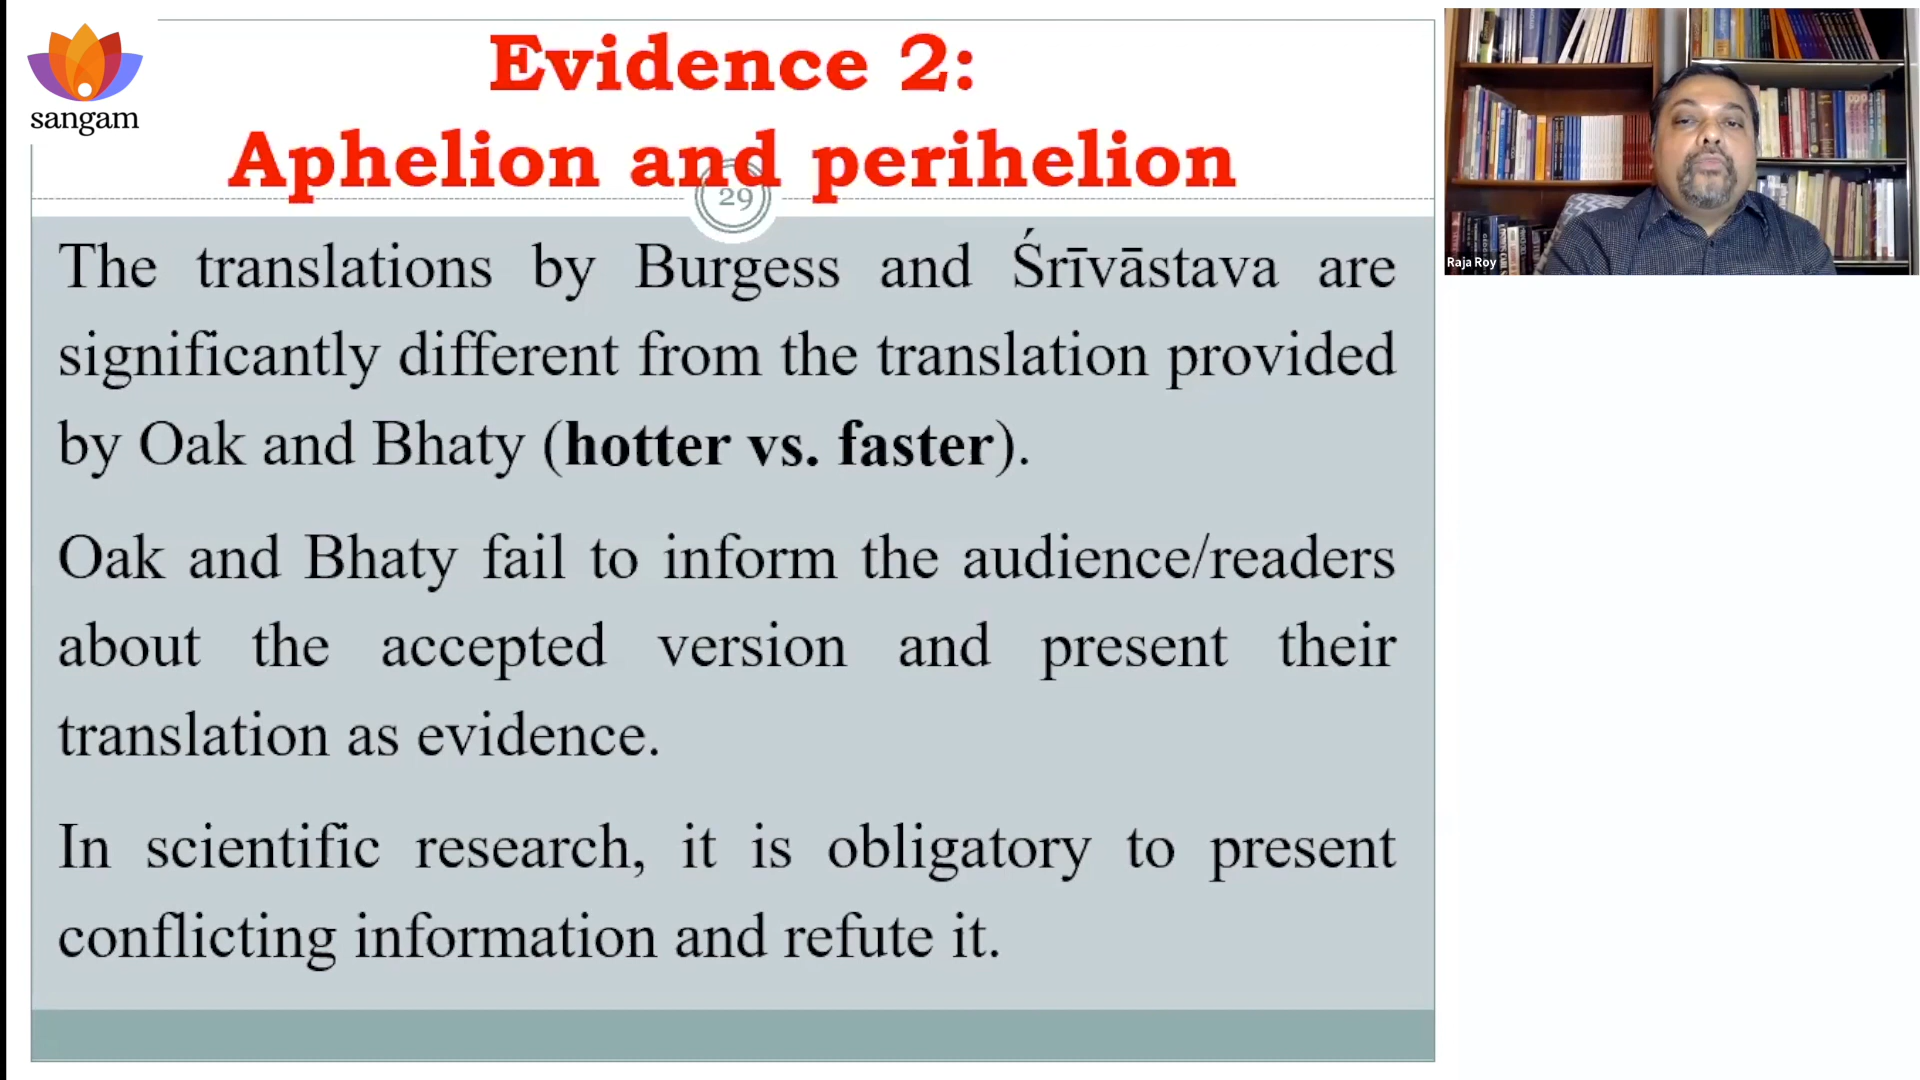 sangam
Evidence 2:
Aphelion and perihelion
29
The translations by Burgess and Śrīvāstava are
significantly different from the translation provided
by Oak and Bhaty (hotter vs. faster).
Oak and Bhaty fail to inform the audience/readers
about the accepted version and present their
translation as evidence.
In scientific research, it is obligatory to present
conflicting information and refute it.
Raja Roy